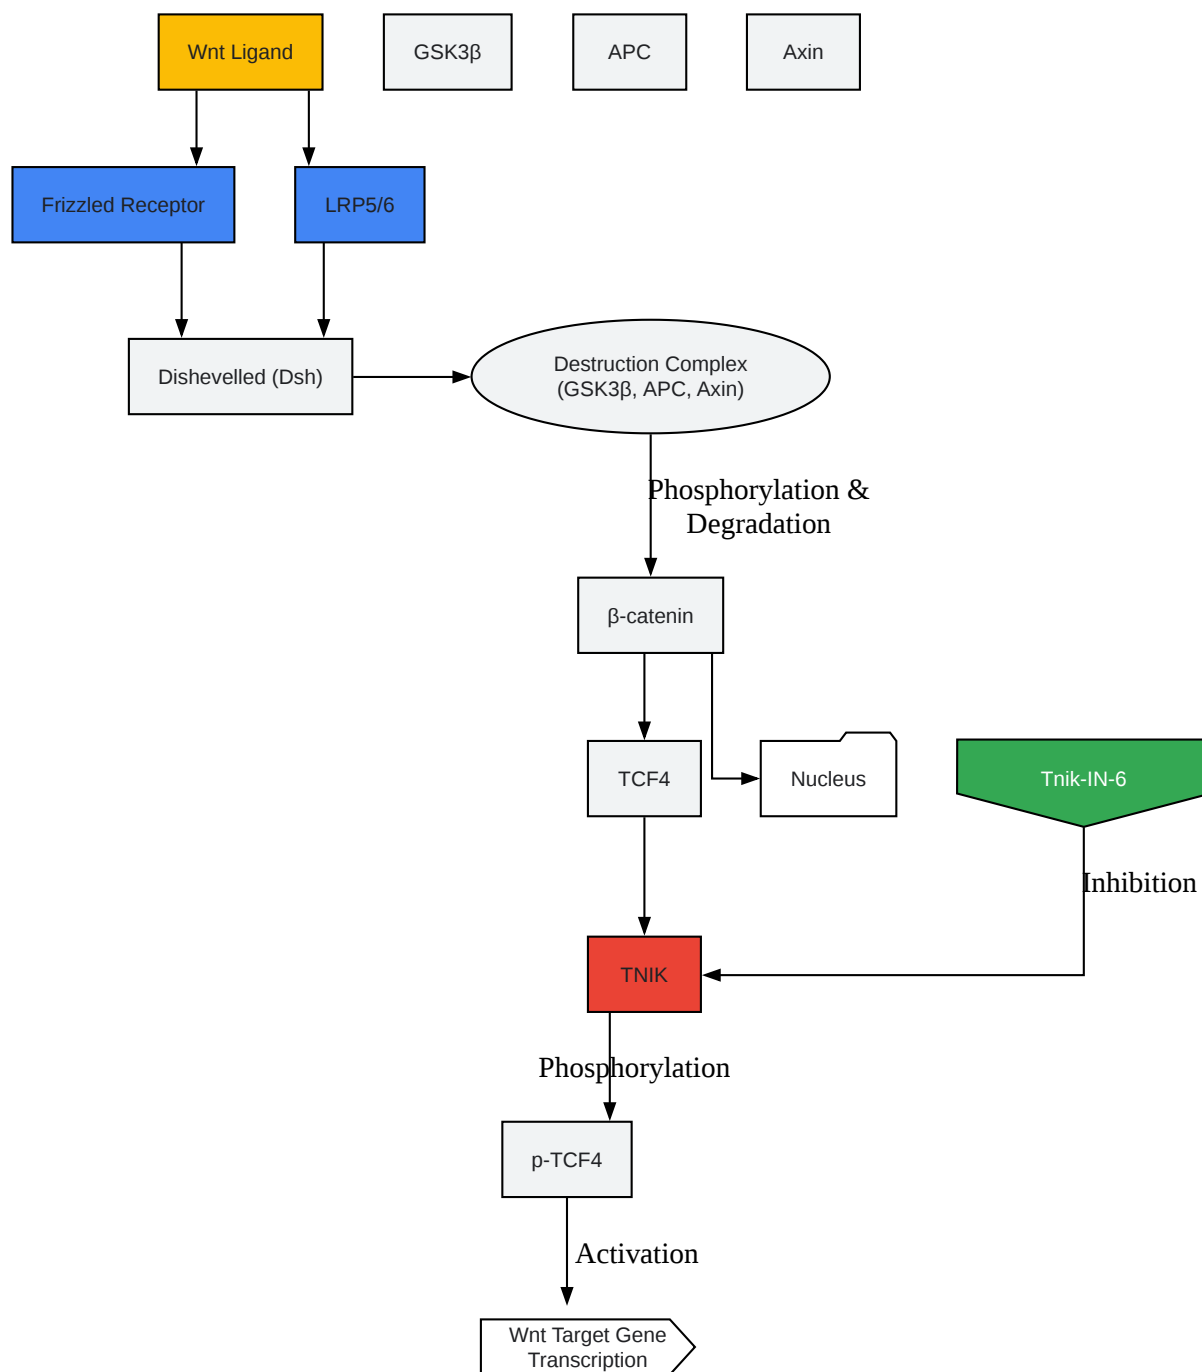 Wnt Ligand
GSK3β
APC
Axin
Frizzled Receptor
LRP5/6
Dishevelled (Dsh)
Destruction Complex
(GSK3β, APC, Axin)
Phosphorylation &
Degradation
β-catenin
TCF4
Nucleus
Tnik-IN-6
Inhibition
TNIK
Phosphorylation
p-TCF4
Activation
Wnt Target Gene
Transcription